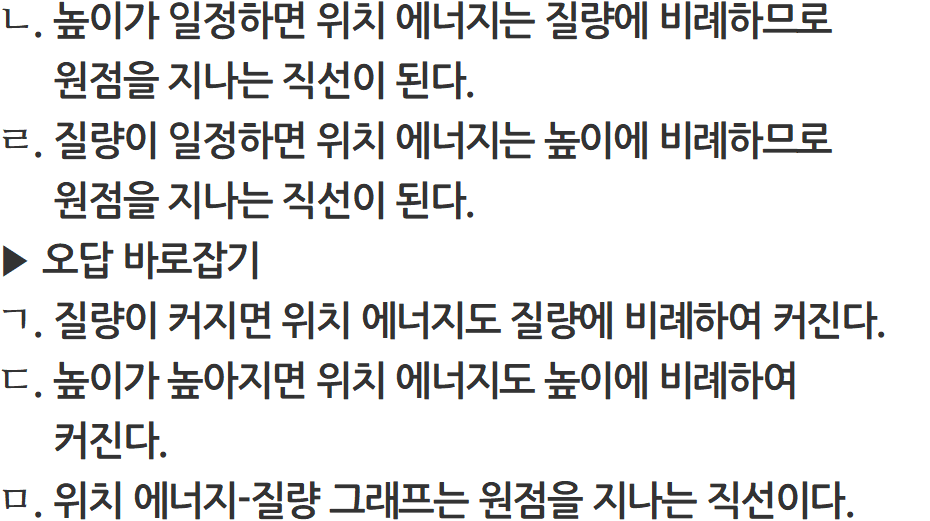 ㄴ. 높이가 일정하면 위치 에너지는 질량에 비례하므로
원점을 지나는 직선이 된다.
ㄹ. 질량이 일정하면 위치 에너지는 높이에 비례하므로
원점을 지나는 직선이 된다.
▶ 오답 바로잡기
ㄱ. 질량이 커지면 위치 에너지도 질량에 비례하여 커진다.
ㄷ. 높이가 높아지면 위치 에너지도 높이에 비례하여
커진다.
ㅁ. 위치 에너지-질량 그래프는 원점을 지나는 직선이다.